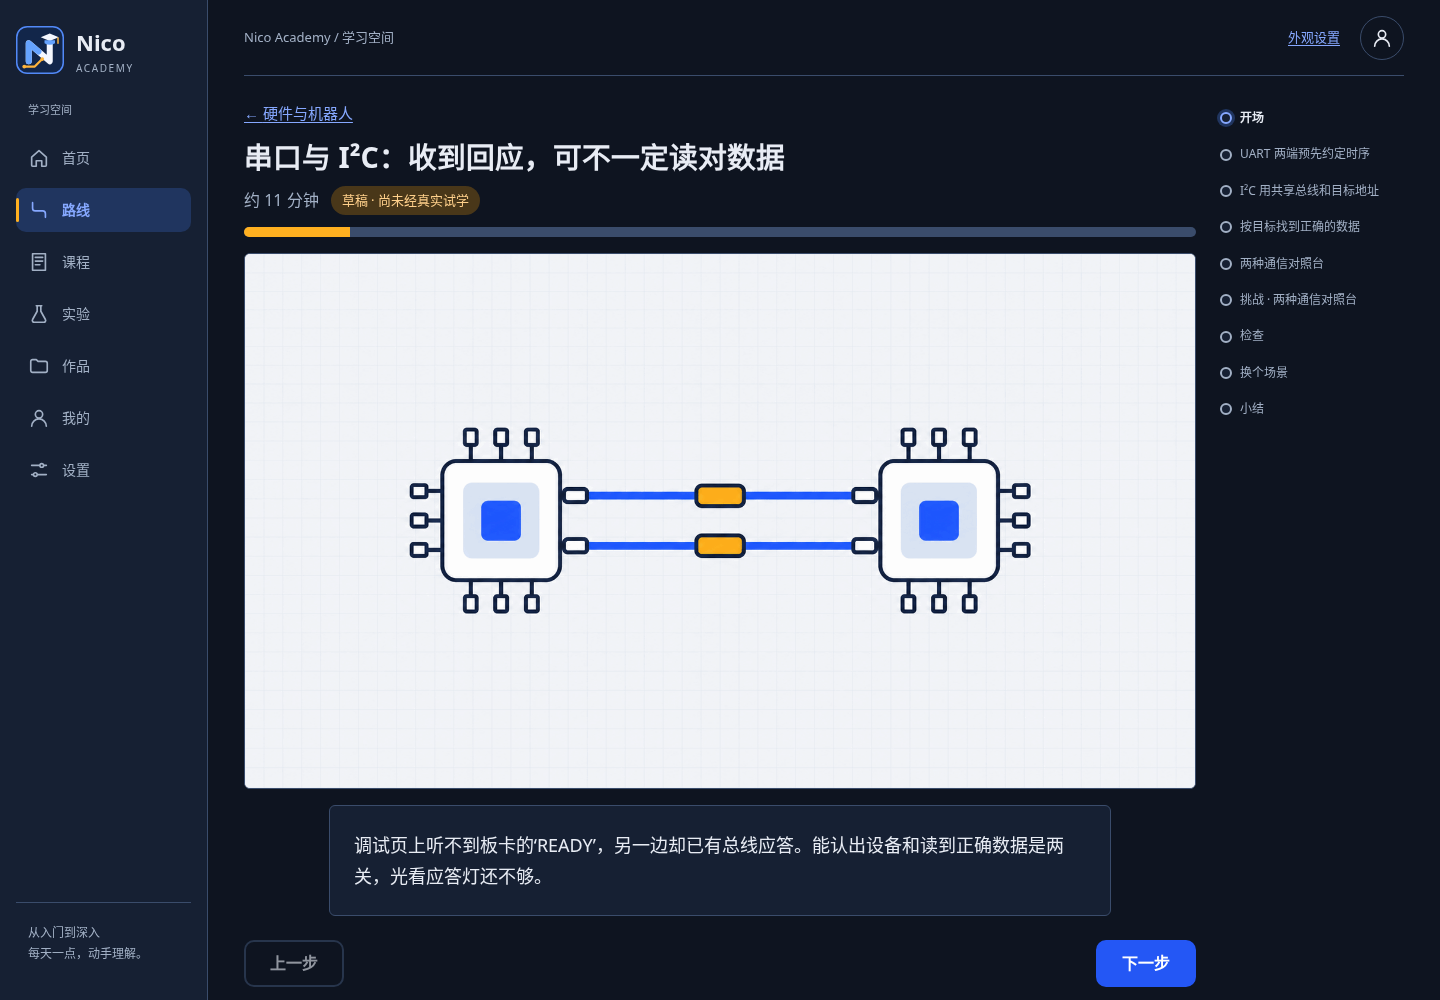 Nico
ACADEMY
学习空间
首页
路线
课程
实验
作品
我的
设置
从入门到深入
每天一点，动手理解。
Nico Academy / 学习空间
外观设置
← 硬件与机器人
串口与 I²C：收到回应，可不一定读对数据
约 11 分钟
草稿 · 尚未经真实试学
调试页上听不到板卡的‘READY’，另一边却已有总线应答。能认出设备和读到正确数据是两
关，光看应答灯还不够。
上一步
下一步
开场
UART 两端预先约定时序
I²C 用共享总线和目标地址
按目标找到正确的数据
两种通信对照台
挑战 · 两种通信对照台
检查
换个场景
小结